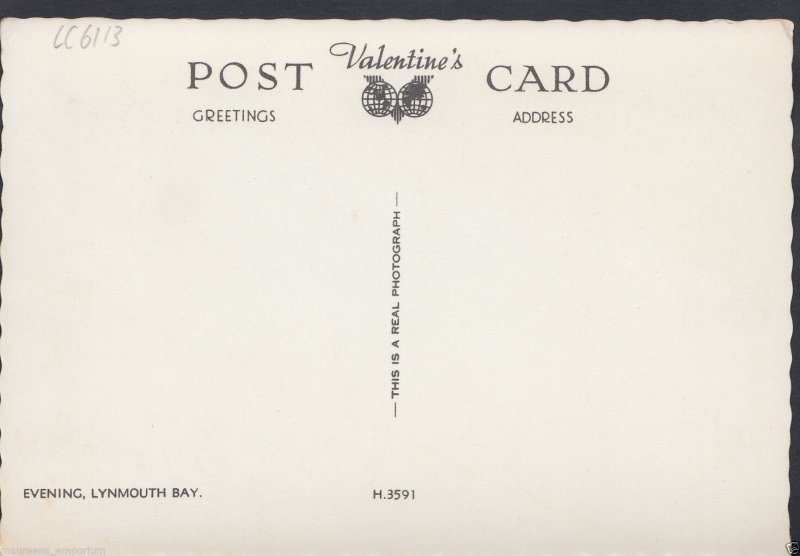 LC6113
Valentine's
POST CARD
GREETINGS ADDRESS
— THIS IS A REAL PHOTOGRAPH —
EVENING, LYNMOUTH BAY. H.3591
maureens_emporium